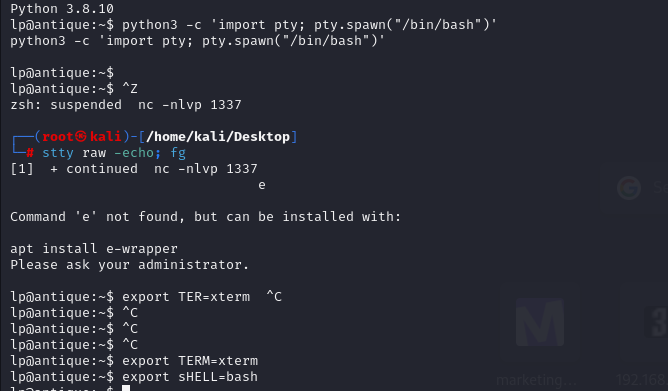 Python 3.8.10
lp@antique:~$ python3 -c 'import pty; pty.spawn("/bin/bash")'
python3 -c 'import pty; pty.spawn("/bin/bash")'
lp@antique:~$
lp@antique:~$ ^Z
zsh: suspended  nc -nlvp 1337
┌──(root㉿kali)-[/home/kali/Desktop]
└─# stty raw -echo; fg
[1]  + continued  nc -nlvp 1337
e
Command 'e' not found, but can be installed with:
apt install e-wrapper
Please ask your administrator.
lp@antique:~$ export TER=xterm  ^C
lp@antique:~$ ^C
lp@antique:~$ ^C
lp@antique:~$ ^C
lp@antique:~$ export TERM=xterm
lp@antique:~$ export sHELL=bash
lp@antique:~$
marketing...
192.168